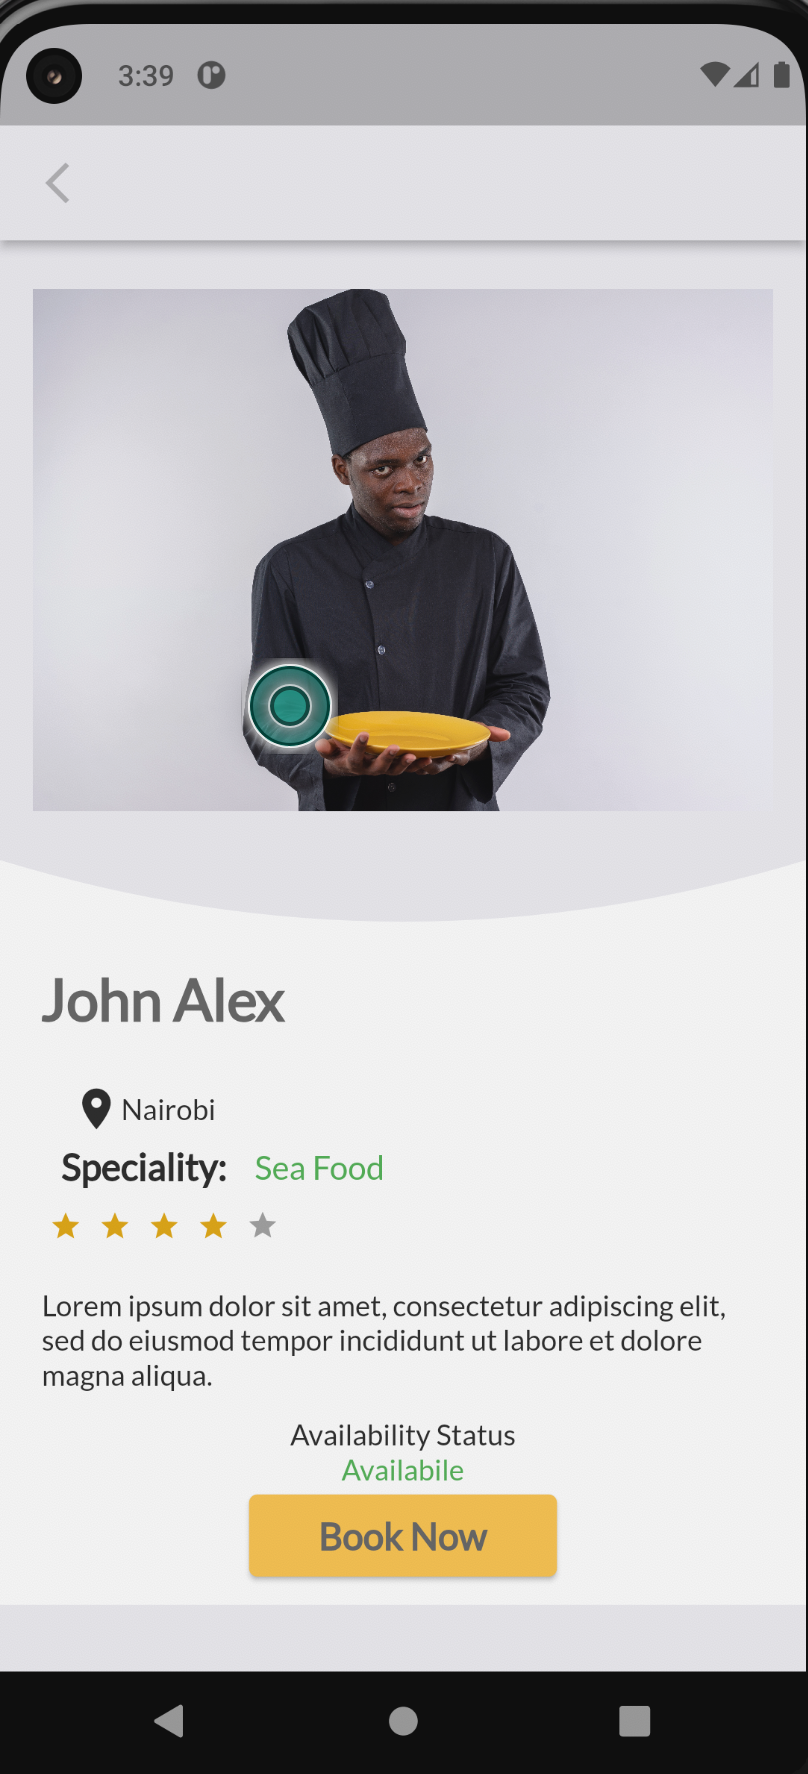 3:39
John Alex
Nairobi
Speciality: Sea Food
Lorem ipsum dolor sit amet, consectetur adipiscing elit,
sed do eiusmod tempor incididunt ut labore et dolore
magna aliqua.
Availability Status
Availabile
Book Now